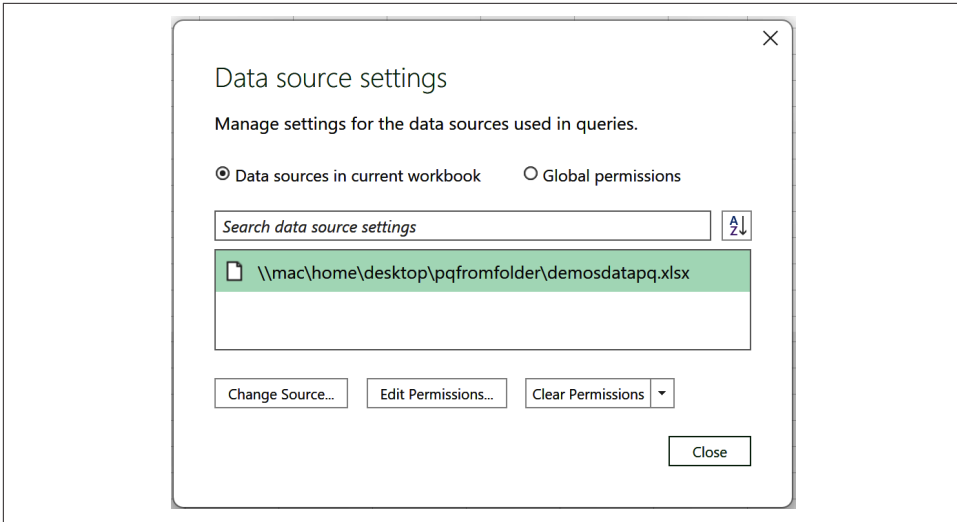 Data source settings
Manage settings for the data sources used in queries.
Data sources in current workbook Global permissions
Search data source settings
A
Z
\\mac\home\desktop\pqfromfolder\demosdatapq.xlsx
Change Source... Edit Permissions... Clear Permissions
Close